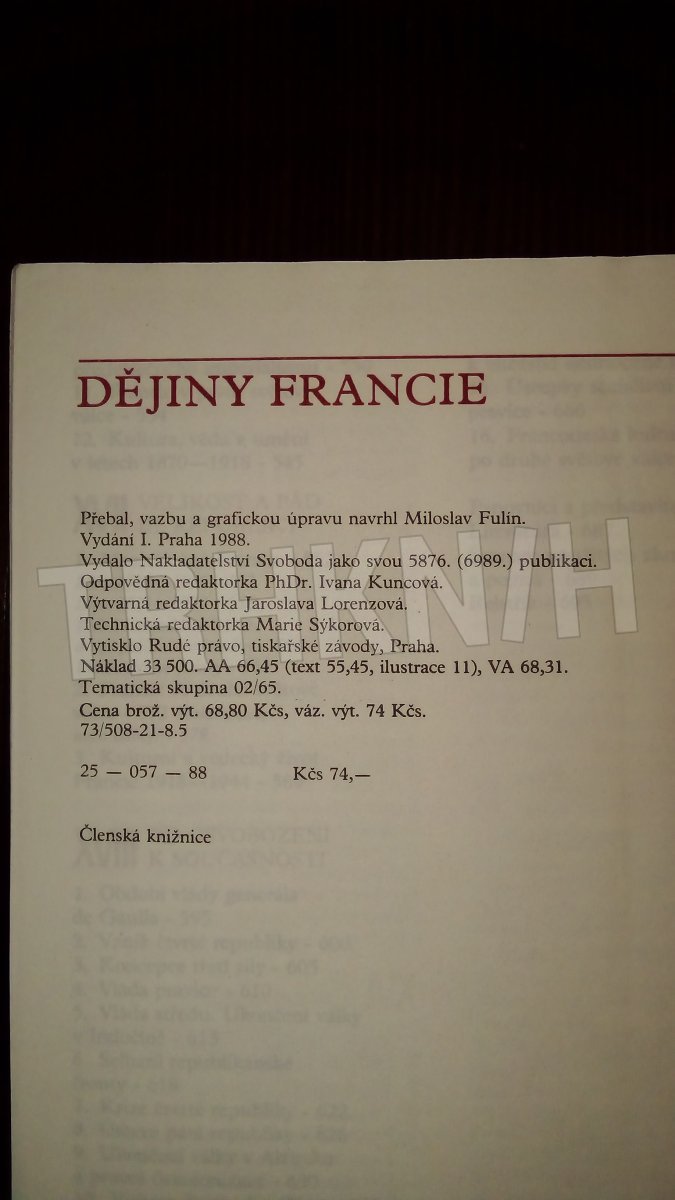 DĚJINY FRANCIE
Přebal, vazbu a grafickou úpravu navrhl Miloslav Fulín.
Vydání I. Praha 1988.
Vydalo Nakladatelství Svoboda jako svou 5876. (6989.) publikaci.
Odpovědná redaktorka PhDr. Ivana Kuncová.
Výtvarná redaktorka Jaroslava Lorenzová.
Technická redaktorka Marie Sýkorová.
Vytisklo Rudé právo, tiskařské závody, Praha.
Náklad 33 500. AA 66,45 (text 55,45, ilustrace 11), VA 68,31.
Tematická skupina 02/65.
Cena brož. výt. 68,80 Kčs, váz. výt. 74 Kčs.
73/508-21-8.5
25 — 057 — 88 Kčs 74,—
Členská knižnice